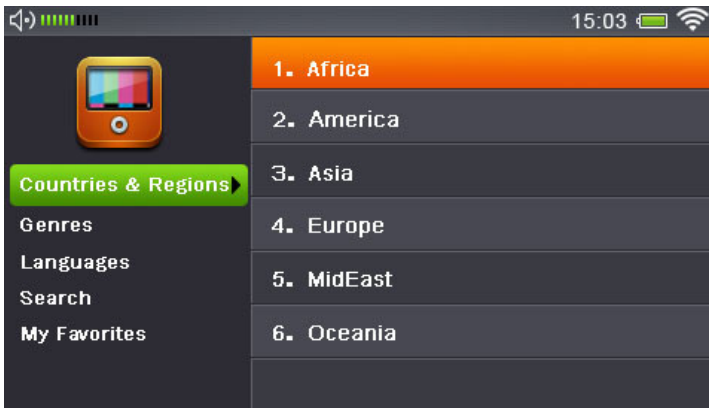 15:03
Countries & Regions
Genres
Languages
Search
My Favorites
1. Africa
2. America
3. Asia
4. Europe
5. MidEast
6. Oceania